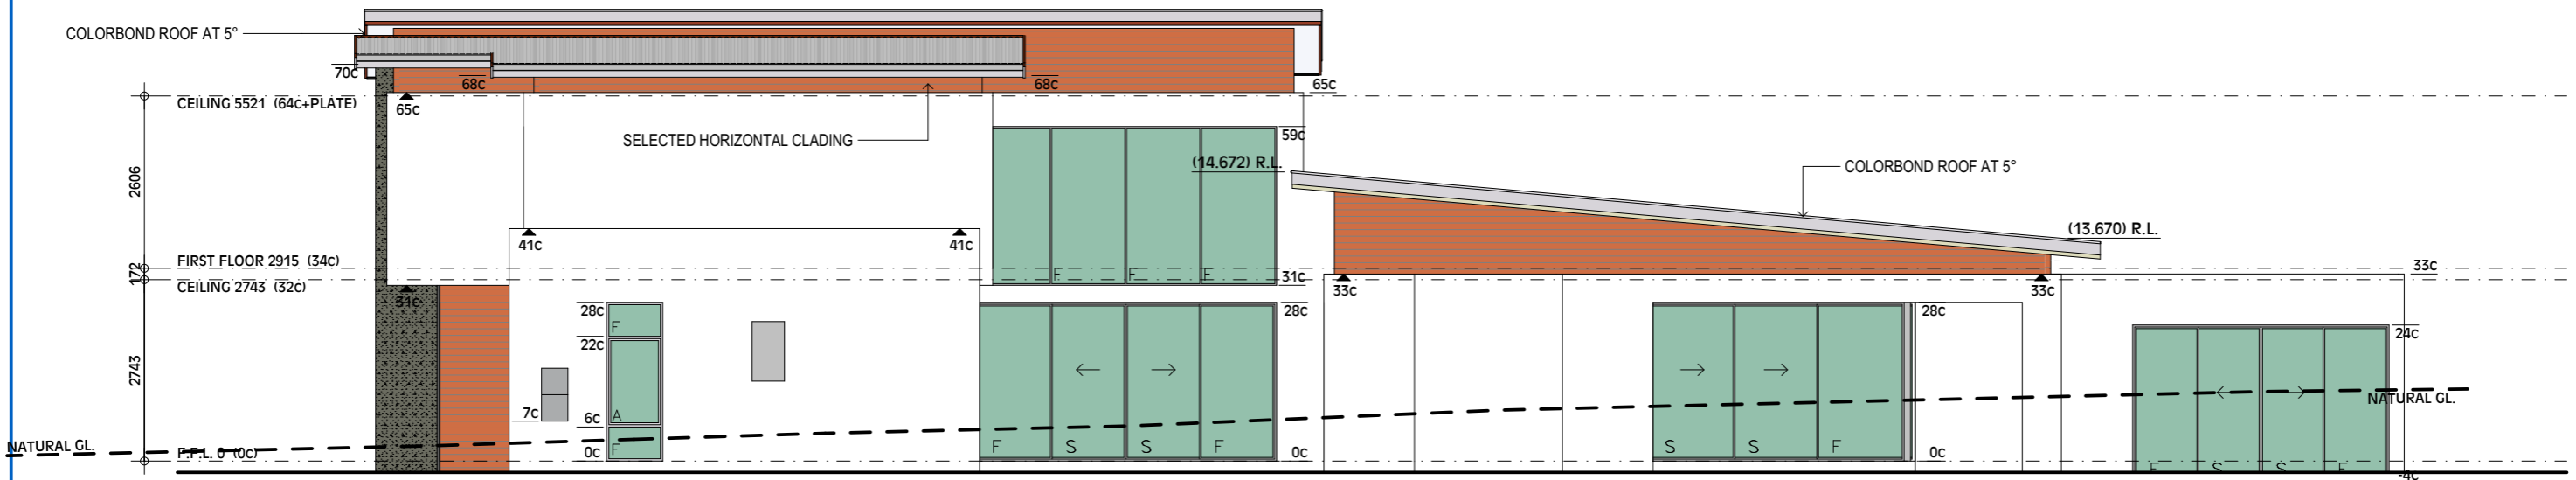 COLORBOND ROOF AT 5°
70c
68c
68c
65c
CEILING 5521 (64c+PLATE)
65c
SELECTED HORIZONTAL CLADING
59c
(14.672) R.L.
COLORBOND ROOF AT 5°
2606
(13.670) R.L.
41c
41c
FIRST FLOOR 2915 (34c)
172
CEILING 2743 (32c)
31c
F
F
F
31c
33c
33c
33c
28c
F
22c
28c
28c
24c
2743
7c
6c
A
NATURAL GL.
NATURAL GL.
F.F.L. 0 (0c)
0c
F
F
S
S
F
0c
S
S
F
0c
F
S
S
F
-4c